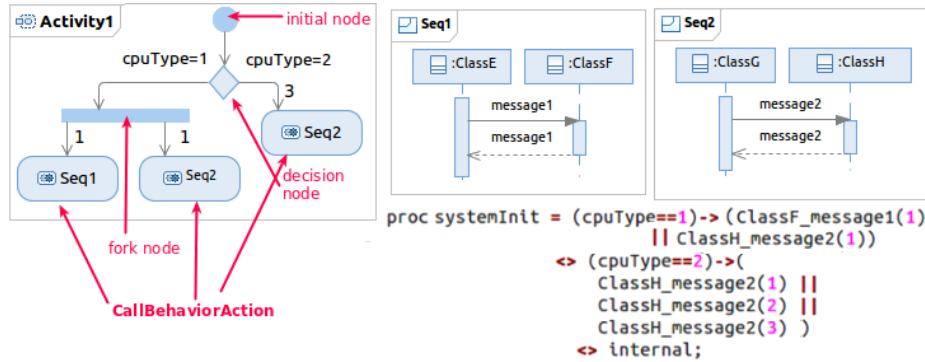 Activity1
initial node
cpuType=1
cpuType=2
3
1
1
Seq1
Seq2
Seq2
decision
node
fork node
CallBehaviorAction
Seq1
:ClassE
:ClassF
message1
message1
Seq2
:ClassG
:ClassH
message2
message2
proc systemInit = (cpuType==1)-> (ClassF_message1(1)
|| ClassH_message2(1))
<> (cpuType==2)->(
ClassH_message2(1) ||
ClassH_message2(2) ||
ClassH_message2(3) )
<> internal;